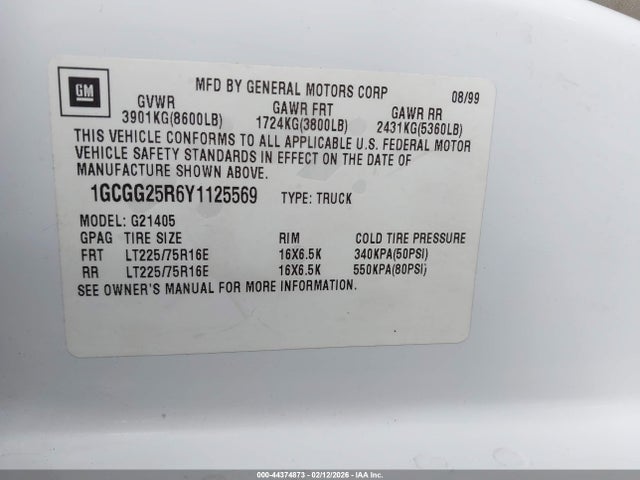 GM
MFD BY GENERAL MOTORS CORP 08/99
GVWR GAWR FRT GAWR RR
3901KG(8600LB) 1724KG(3800LB) 2431KG(5360LB)
THIS VEHICLE CONFORMS TO ALL APPLICABLE U.S. FEDERAL MOTOR
VEHICLE SAFETY STANDARDS IN EFFECT ON THE DATE OF
MANUFACTURE SHOWN ABOVE.
1GCGG25R6Y1125569 TYPE: TRUCK
MODEL: G21405
GPAG TIRE SIZE RIM COLD TIRE PRESSURE
FRT LT225/75R16E 16X6.5K 340KPA(50PSI)
RR LT225/75R16E 16X6.5K 550KPA(80PSI)
SEE OWNER'S MANUAL FOR MORE INFORMATION.
000-44374873 - 02/12/2026 - IAA Inc.